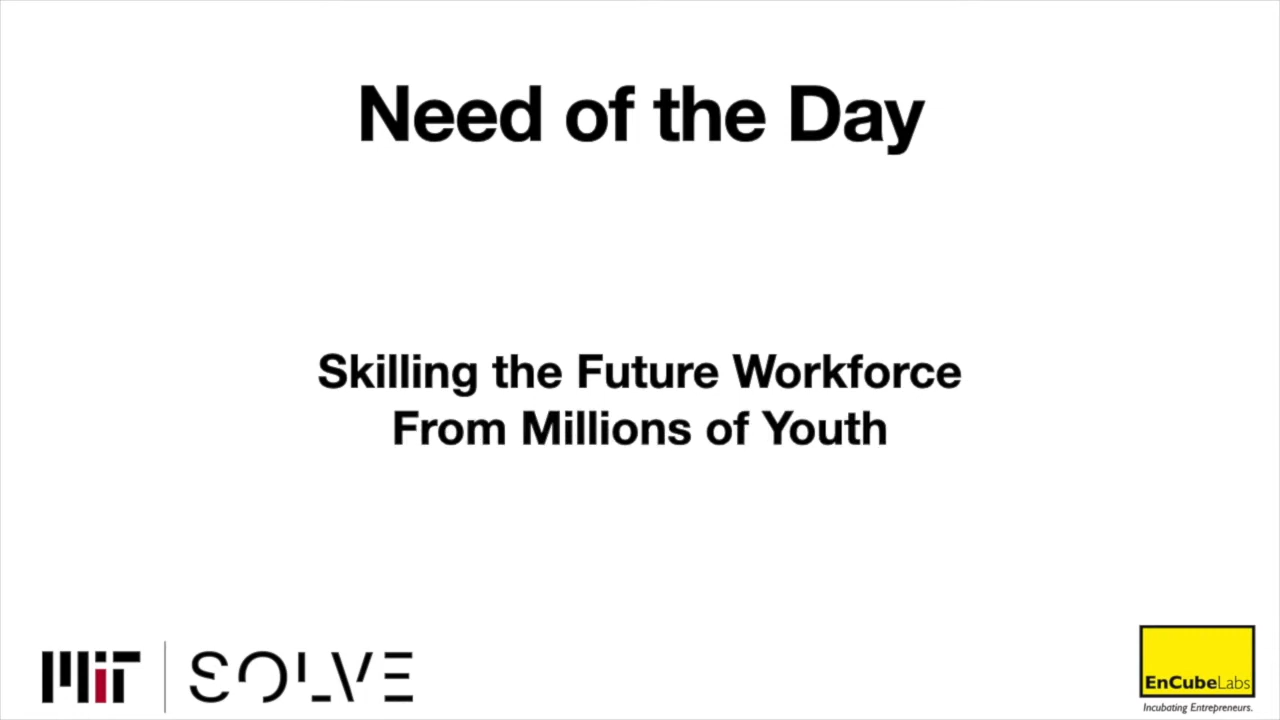 Need of the Day
Skilling the Future Workforce
From Millions of Youth
MIT SOLVE
EnCubeLabs
Incubating Entrepreneurs.